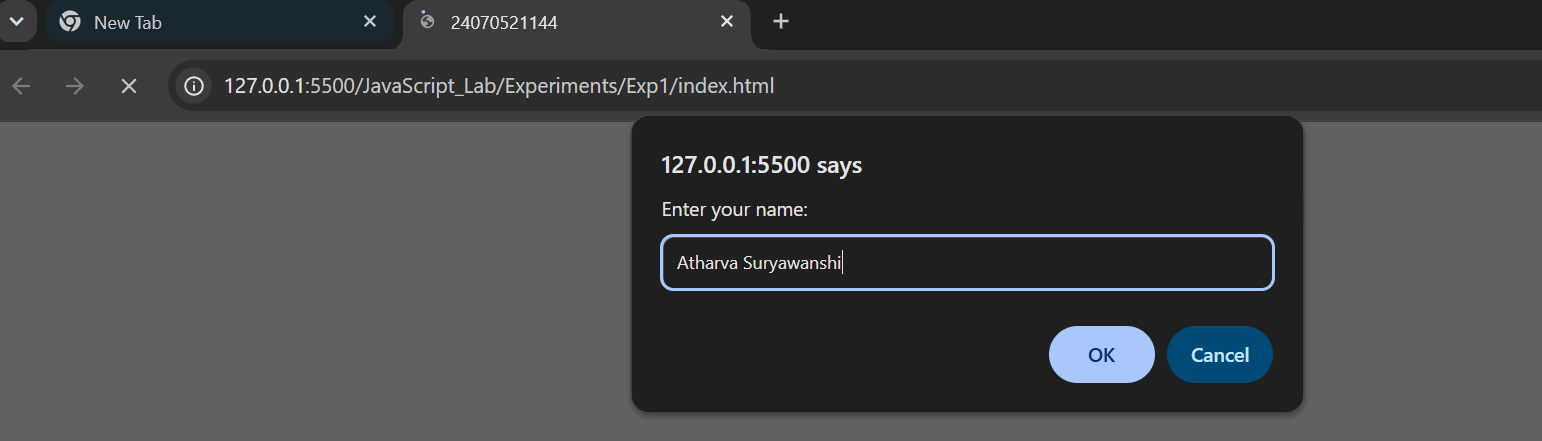 New Tab
24070521144
127.0.0.1:5500/JavaScript_Lab/Experiments/Exp1/index.html
127.0.0.1:5500 says
Enter your name:
Atharva Suryawanshi
OK Cancel